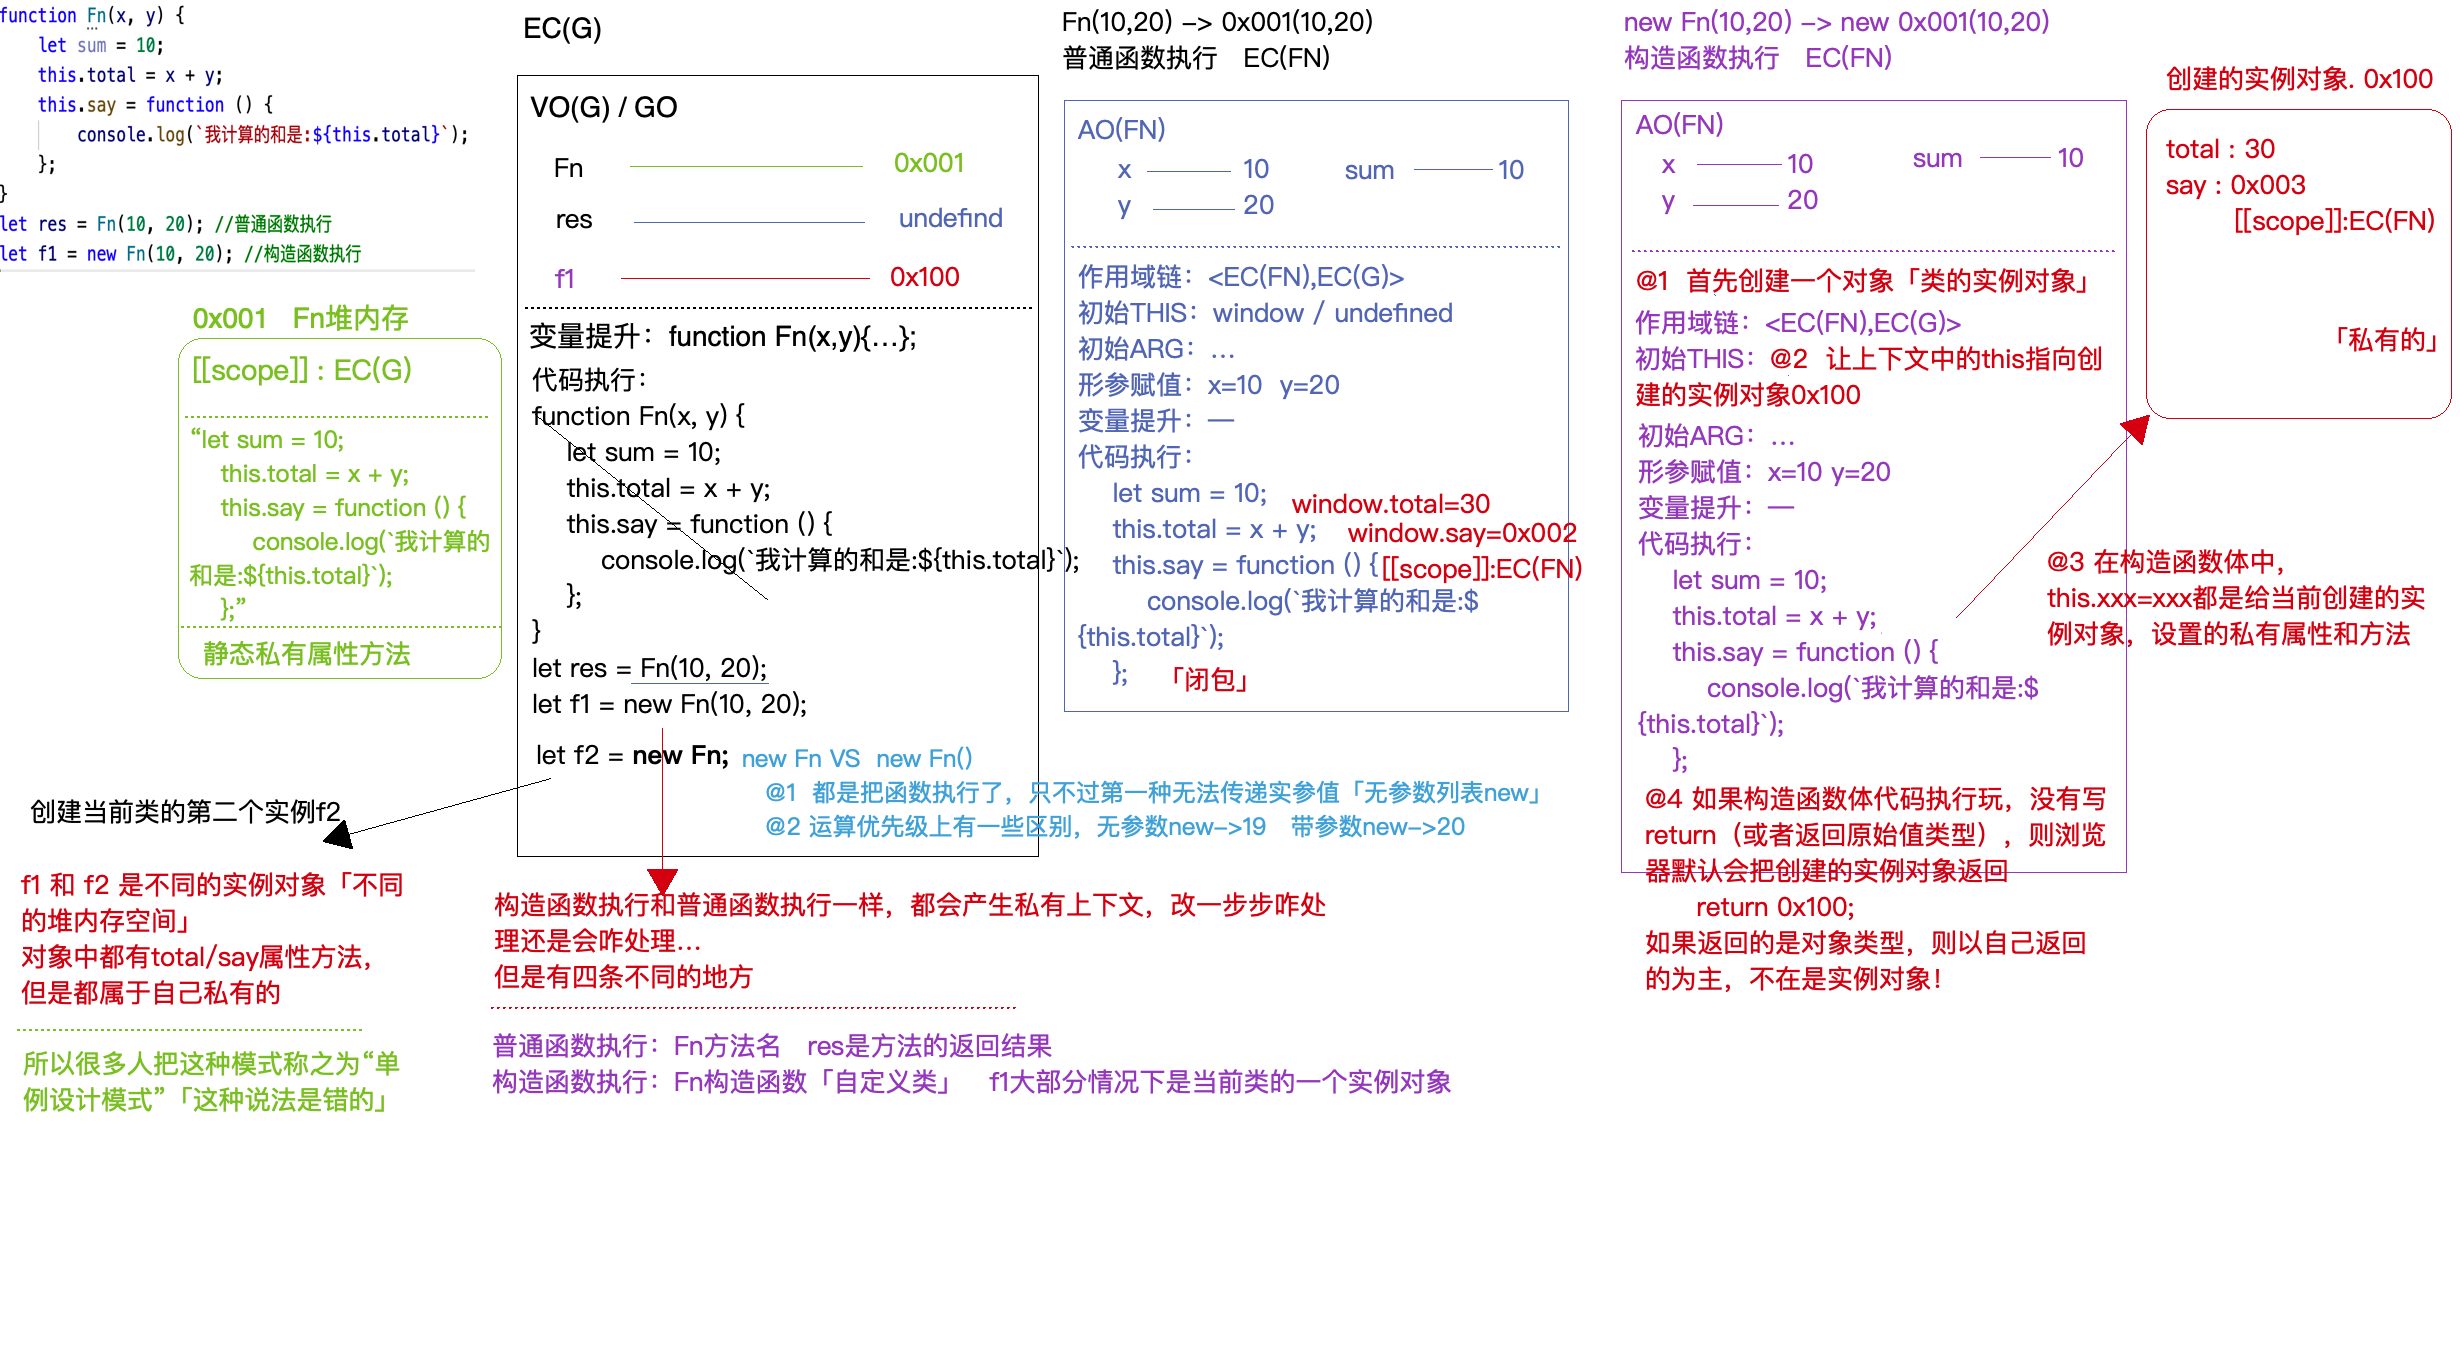 function Fn(x, y) {
let sum = 10;
this.total = x + y;
this.say = function () {
console.log(`我计算的和是:${this.total}`);
};
}
let res = Fn(10, 20); //普通函数执行
let f1 = new Fn(10, 20); //构造函数执行
0x001 Fn堆内存
[[scope]] : EC(G)
“let sum = 10;
this.total = x + y;
this.say = function () {
console.log(`我计算的
和是:${this.total}`);
};”
静态私有属性方法
创建当前类的第二个实例f2
f1 和 f2 是不同的实例对象「不同
的堆内存空间」
对象中都有total/say属性方法，
但是都属于自己私有的
所以很多人把这种模式称之为“单
例设计模式”「这种说法是错的」
EC(G)
VO(G) / GO
Fn 0x001
res undefind
f1 0x100
变量提升：function Fn(x,y){...};
代码执行：
function Fn(x, y) {
let sum = 10;
this.total = x + y;
this.say = function () {
console.log(`我计算的和是:${this.total}`);
};
}
let res = Fn(10, 20);
let f1 = new Fn(10, 20);
let f2 = new Fn; new Fn VS new Fn()
@1 都是把函数执行了，只不过第一种无法传递实参值「无参数列表new」
@2 运算优先级上有一些区别，无参数new->19 带参数new->20
构造函数执行和普通函数执行一样，都会产生私有上下文，改一步步咋处
理还是会咋处理...
但是有四条不同的地方
普通函数执行：Fn方法名 res是方法的返回结果
构造函数执行：Fn构造函数「自定义类」 f1大部分情况下是当前类的一个实例对象
Fn(10,20) -> 0x001(10,20)
普通函数执行 EC(FN)
AO(FN)
x 10 sum 10
y 20
作用域链：<EC(FN),EC(G)>
初始THIS：window / undefined
初始ARG：...
形参赋值：x=10 y=20
变量提升：—
代码执行：
let sum = 10; window.total=30
this.total = x + y; window.say=0x002
this.say = function () { [[scope]]:EC(FN)
console.log(`我计算的和是:$
{this.total}`);
}; 「闭包」
new Fn(10,20) -> new 0x001(10,20)
构造函数执行 EC(FN)
AO(FN)
x 10 sum 10
y 20
@1 首先创建一个对象「类的实例对象」
作用域链：<EC(FN),EC(G)>
初始THIS：@2 让上下文中的this指向创
建的实例对象0x100
初始ARG：...
形参赋值：x=10 y=20
变量提升：—
代码执行：
let sum = 10;
this.total = x + y;
this.say = function () {
console.log(`我计算的和是:$
{this.total}`);
};
@4 如果构造函数体代码执行玩，没有写
return（或者返回原始值类型），则浏览
器默认会把创建的实例对象返回
return 0x100;
如果返回的是对象类型，则以自己返回
的为主，不在是实例对象！
创建的实例对象. 0x100
total : 30
say : 0x003
[[scope]]:EC(FN)
「私有的」
@3 在构造函数体中，
this.xxx=xxx都是给当前创建的实
例对象，设置的私有属性和方法